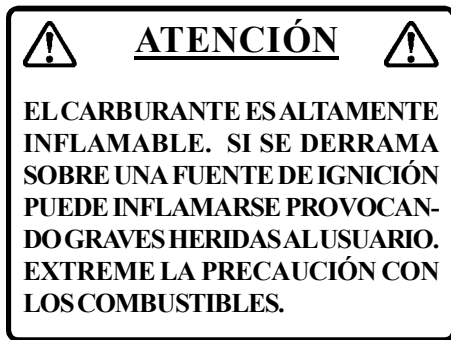 ATENCIÓN
EL CARBURANTE ES ALTAMENTE
INFLAMABLE. SI SE DERRAMA
SOBRE UNA FUENTE DE IGNICIÓN
PUEDE INFLAMARSE PROVOCAN-
DO GRAVES HERIDAS AL USUARIO.
EXTREME LA PRECAUCIÓN CON
LOS COMBUSTIBLES.